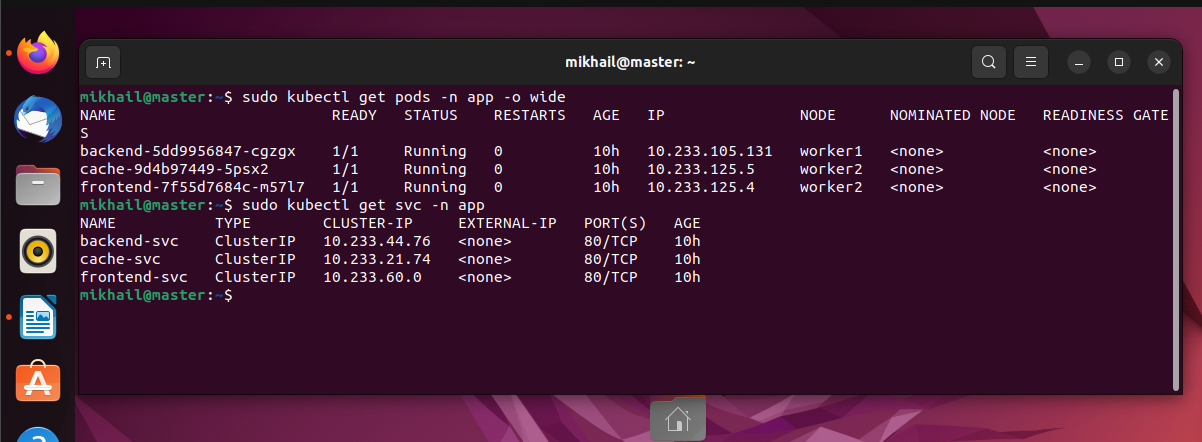 mikhail@master: ~
mikhail@master:~$ sudo kubectl get pods -n app -o wide
NAME                        READY   STATUS    RESTARTS   AGE   IP               NODE      NOMINATED NODE   READINESS GATE
S
backend-5dd9956847-cgzgx    1/1     Running   0          10h   10.233.105.131   worker1   <none>           <none>
cache-9d4b97449-5psx2       1/1     Running   0          10h   10.233.125.5     worker2   <none>           <none>
frontend-7f55d7684c-m57l7   1/1     Running   0          10h   10.233.125.4     worker2   <none>           <none>
mikhail@master:~$ sudo kubectl get svc -n app
NAME           TYPE        CLUSTER-IP      EXTERNAL-IP   PORT(S)   AGE
backend-svc    ClusterIP   10.233.44.76    <none>        80/TCP    10h
cache-svc      ClusterIP   10.233.21.74    <none>        80/TCP    10h
frontend-svc   ClusterIP   10.233.60.0     <none>        80/TCP    10h
mikhail@master:~$